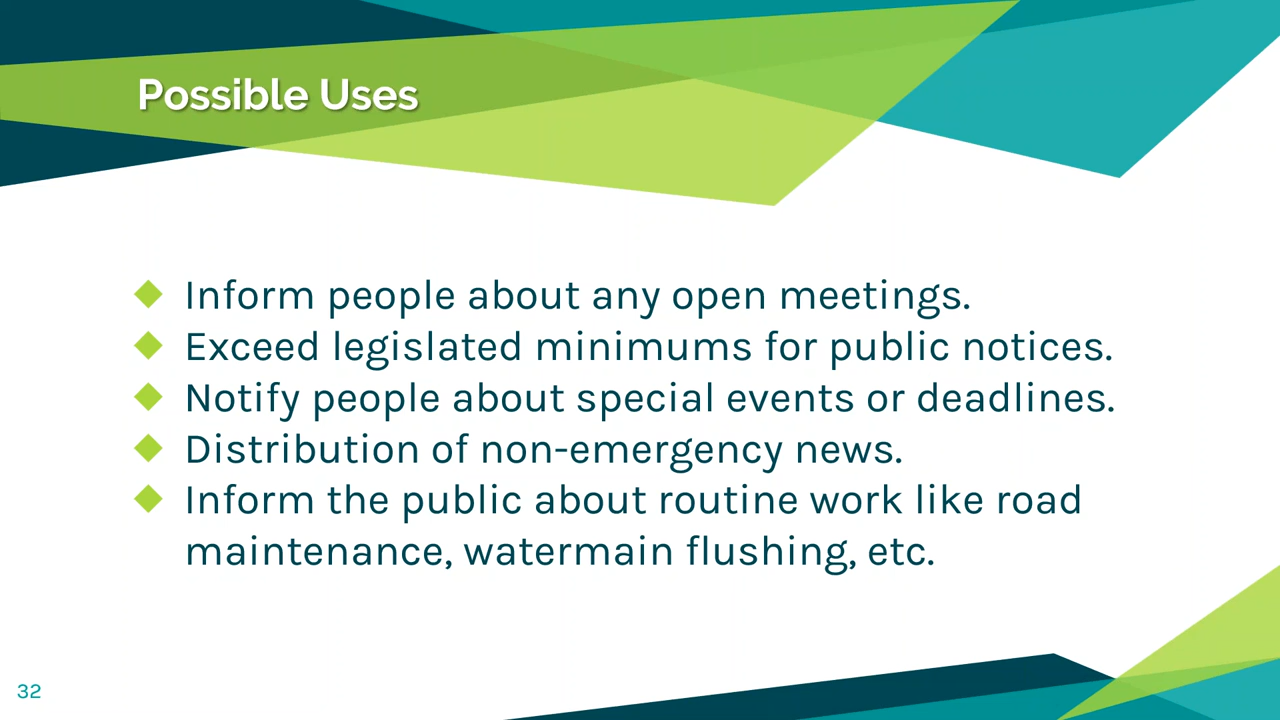 Possible Uses
Inform people about any open meetings.
Exceed legislated minimums for public notices.
Notify people about special events or deadlines.
Distribution of non-emergency news.
Inform the public about routine work like road
maintenance, watermain flushing, etc.
32